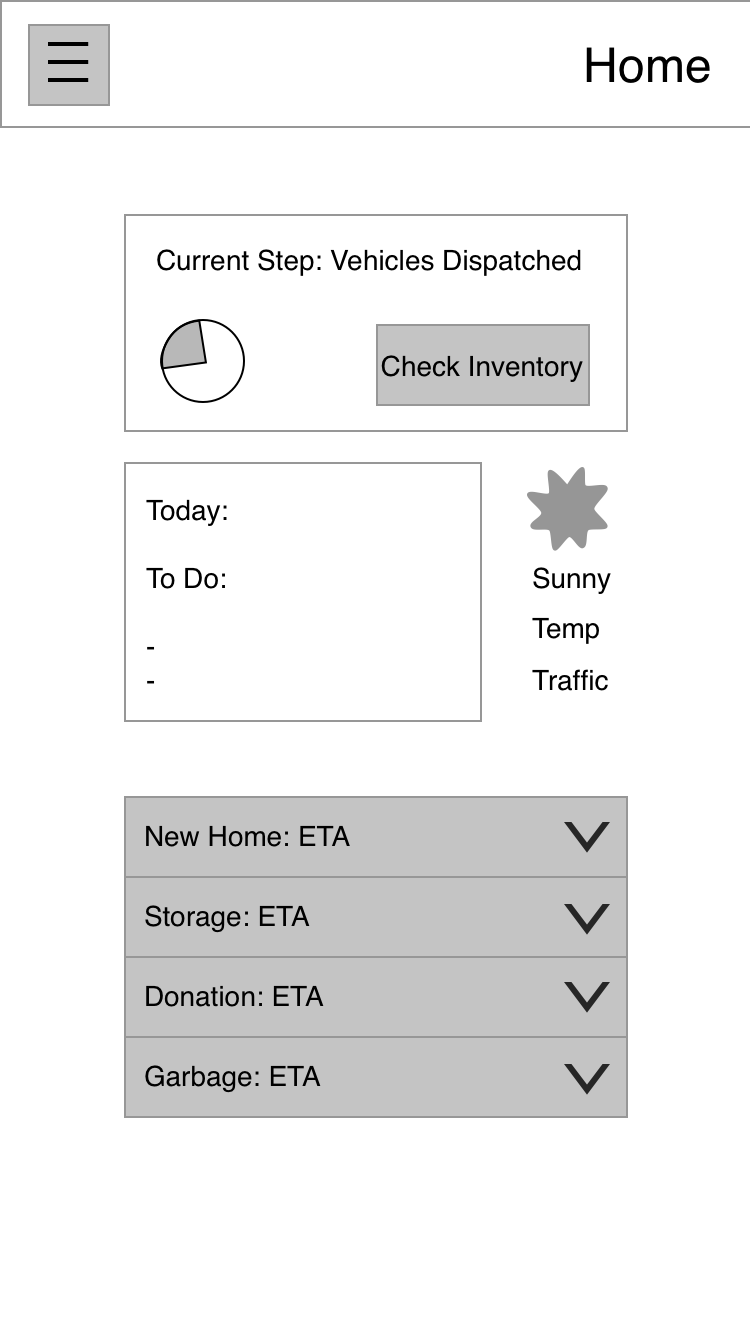 Home
Current Step: Vehicles Dispatched
Check Inventory
Today:
To Do:
-
-
Sunny
Temp
Traffic
New Home: ETA
Storage: ETA
Donation: ETA
Garbage: ETA